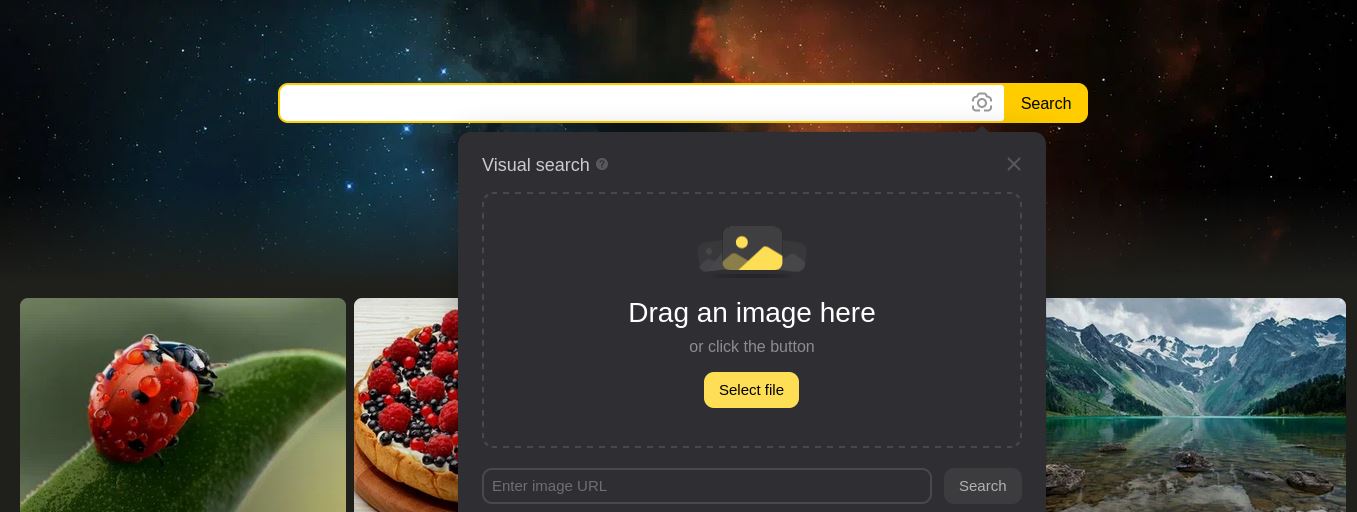 Search
Visual search ?
Drag an image here
or click the button
Select file
Enter image URL
Search